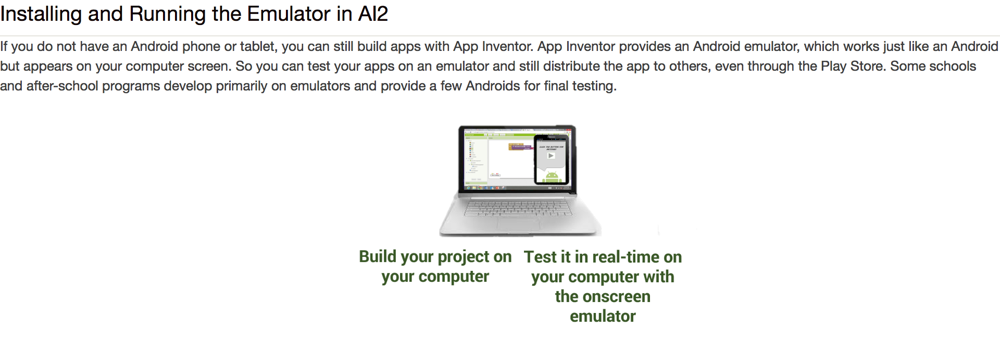 Installing and Running the Emulator in AI2
If you do not have an Android phone or tablet, you can still build apps with App Inventor. App Inventor provides an Android emulator, which works just like an Android
but appears on your computer screen. So you can test your apps on an emulator and still distribute the app to others, even through the Play Store. Some schools
and after-school programs develop primarily on emulators and provide a few Androids for final testing.
CLICK THE BUTTON FOR
MESSAGE!
Build your project on
your computer
Test it in real-time on
your computer with
the onscreen
emulator